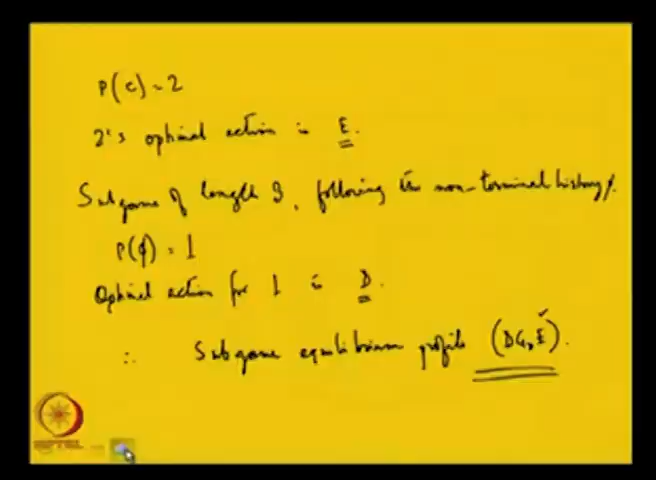 P(C) = 2
2's optimal action is E.
Subgame of length 3, following the non-terminal history ϕ.
P(ϕ) = 1
Optimal action for 1 is D.
∴ Subgame equilibrium profile (DG, E).